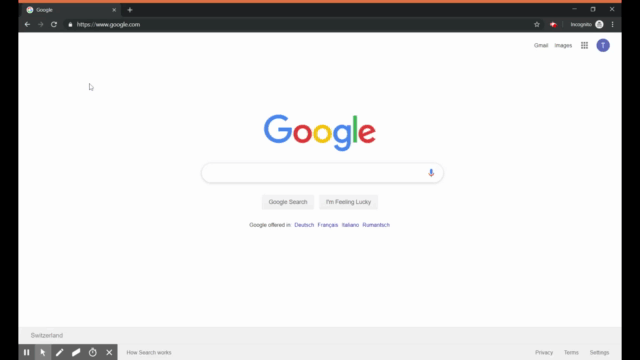 Google
https://www.google.com
Incognito
Gmail Images
T
Google
Google Search I'm Feeling Lucky
Google offered in: Deutsch Français Italiano Rumantsch
Switzerland
How Search works
Privacy Terms Settings